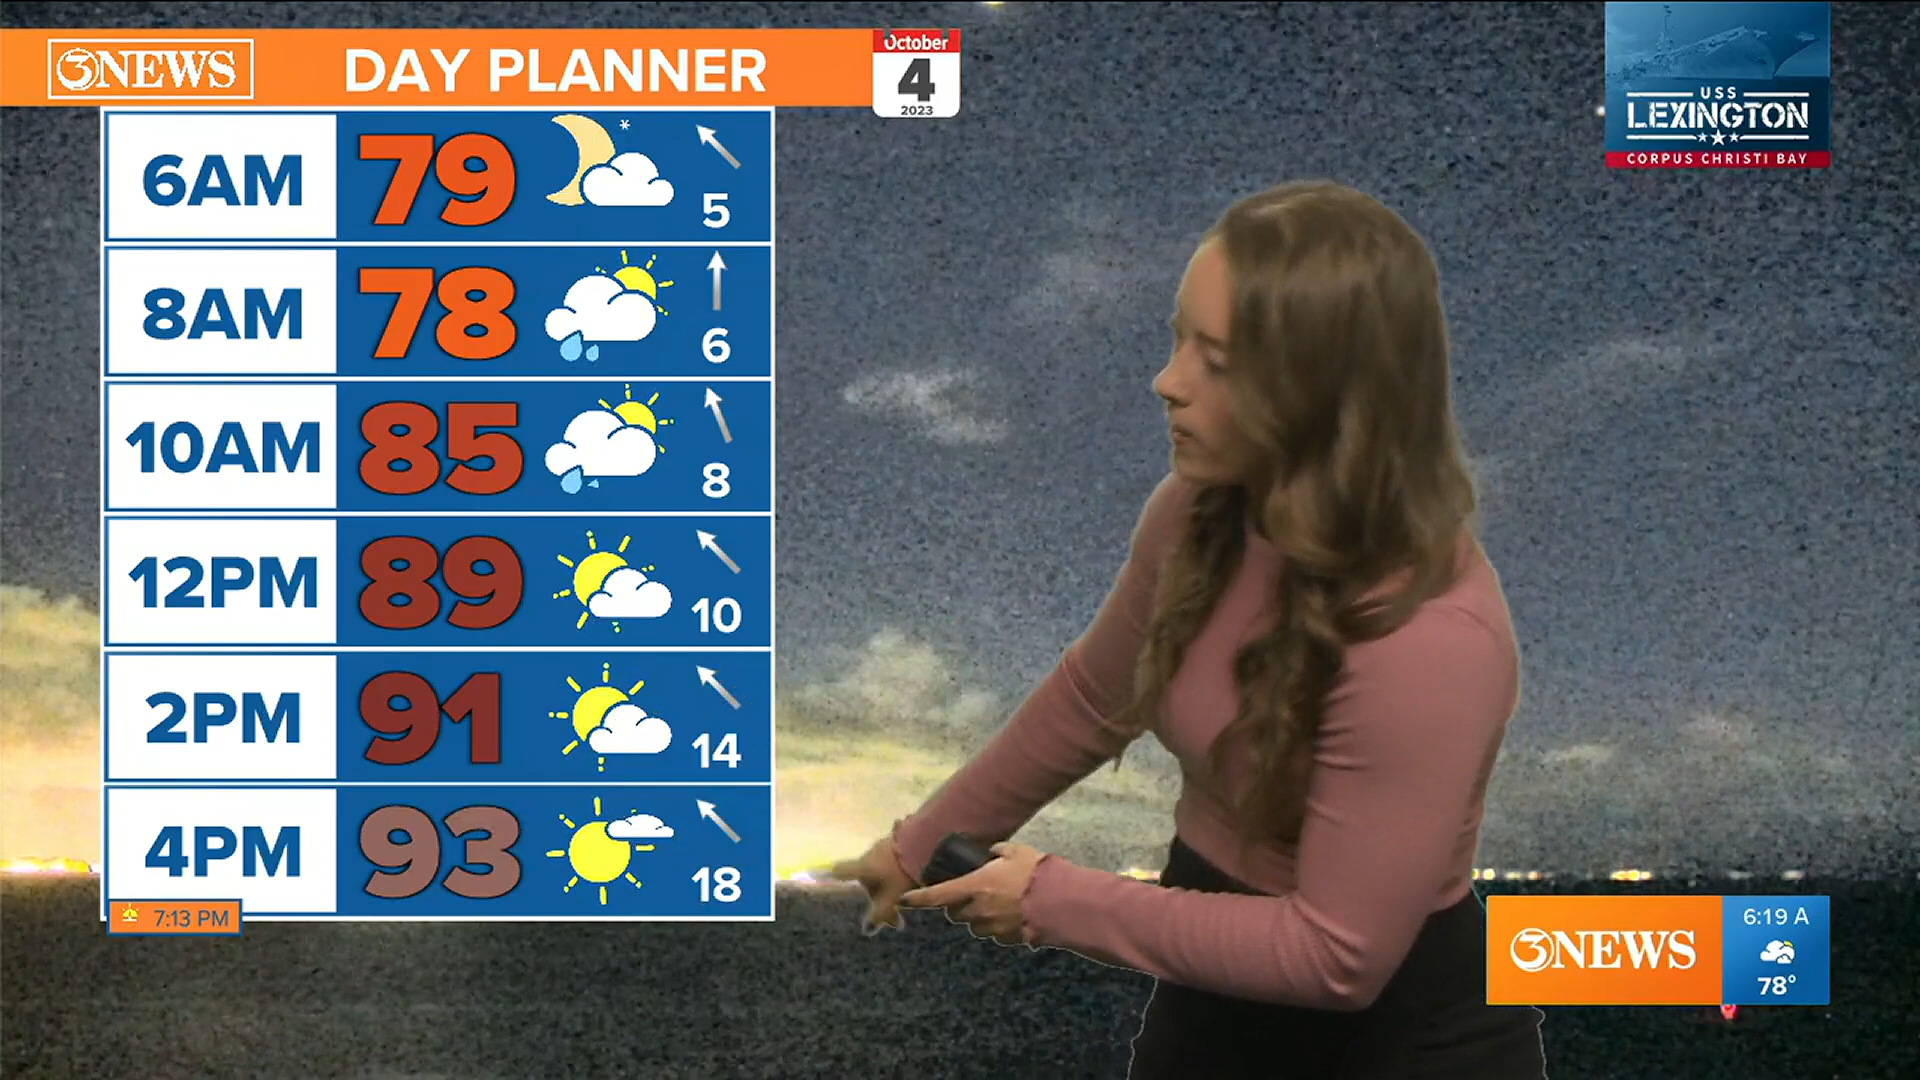 3NEWS
DAY PLANNER
October
4
2023
USS
LEXINGTON
CORPUS CHRISTI BAY
6AM 79 5
8AM 78 6
10AM 85 8
12PM 89 10
2PM 91 14
4PM 93 18
7:13 PM
3NEWS
6:19 A
78°